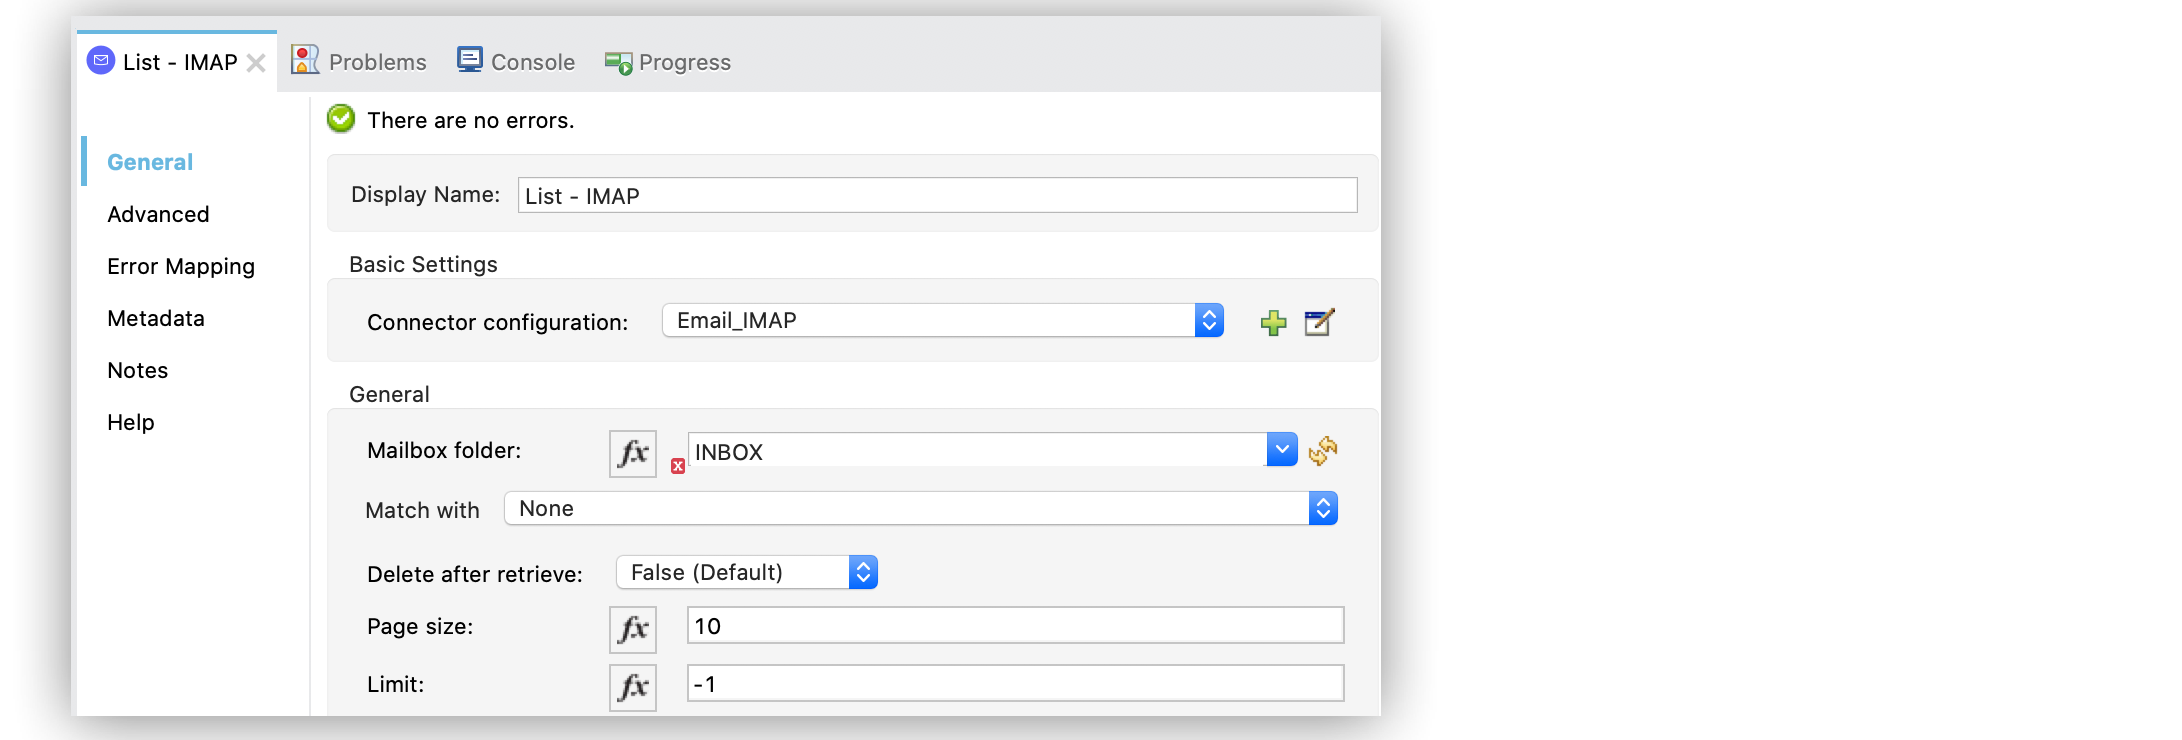 List - IMAP
Problems
Console
Progress
There are no errors.
General
Advanced
Error Mapping
Metadata
Notes
Help
Display Name: List - IMAP
Basic Settings
Connector configuration: Email_IMAP
General
Mailbox folder: fx INBOX
Match with None
Delete after retrieve: False (Default)
Page size: fx 10
Limit: fx -1